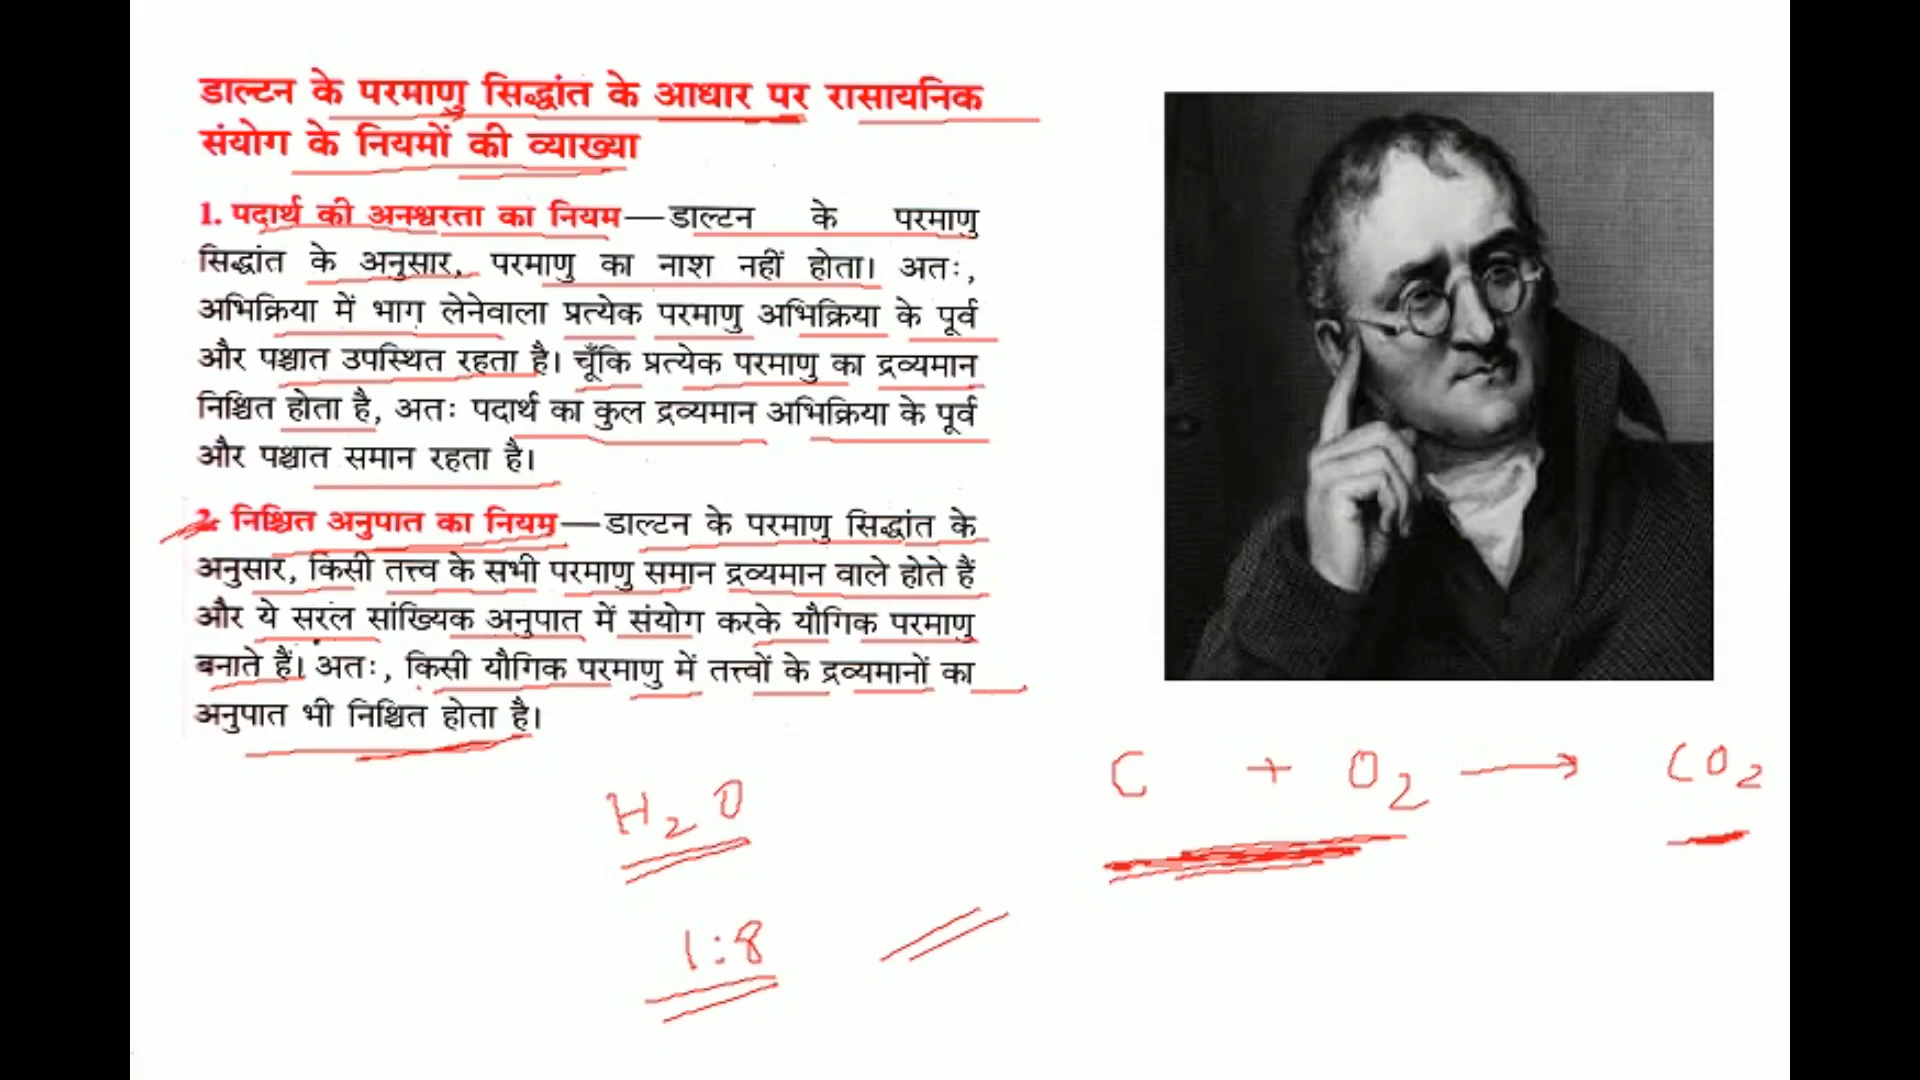 डाल्टन के परमाणु सिद्धांत के आधार पर रासायनिक
संयोग के नियमों की व्याख्या
1. पदार्थ की अनश्वरता का नियम—डाल्टन के परमाणु
सिद्धांत के अनुसार, परमाणु का नाश नहीं होता। अतः,
अभिक्रिया में भाग लेनेवाला प्रत्येक परमाणु अभिक्रिया के पूर्व
और पश्चात उपस्थित रहता है। चूँकि प्रत्येक परमाणु का द्रव्यमान
निश्चित होता है, अतः पदार्थ का कुल द्रव्यमान अभिक्रिया के पूर्व
और पश्चात समान रहता है।
2. निश्चित अनुपात का नियम—डाल्टन के परमाणु सिद्धांत के
अनुसार, किसी तत्त्व के सभी परमाणु समान द्रव्यमान वाले होते हैं
और ये सरल सांख्यिक अनुपात में संयोग करके यौगिक परमाणु
बनाते हैं। अतः, किसी यौगिक परमाणु में तत्त्वों के द्रव्यमानों का
अनुपात भी निश्चित होता है।
C + O2 → CO2
H2O
1:8